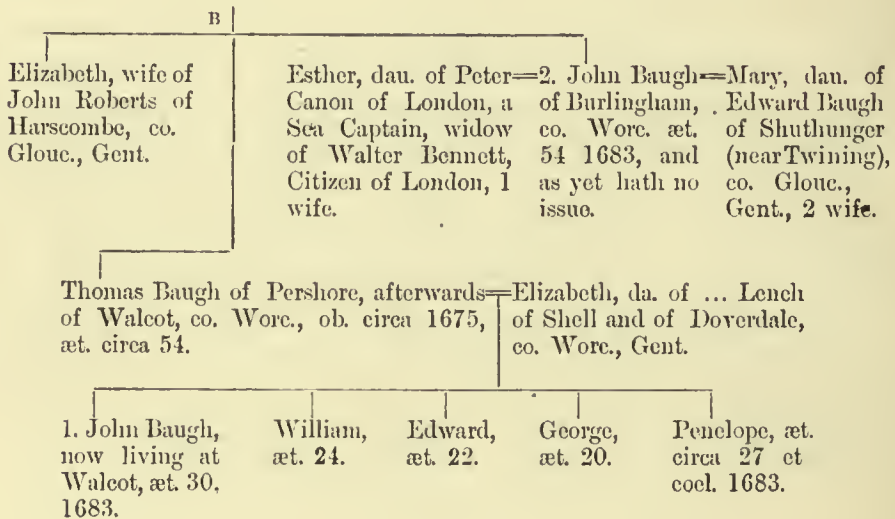 B
Elizabeth, wife of
John Roberts of
Harscombe, co.
Glouc., Gent.
Esther, dau. of Peter
Canon of London, a
Sea Captain, widow
of Walter Bennett,
Citizen of London, 1
wife.
=2. John Baugh=
of Burlingham,
co. Worc. æt.
54 1683, and
as yet hath no
issue.
Mary, dau. of
Edward Baugh
of Shuthunger
(near Twining),
co. Glouc.,
Gent., 2 wife.
Thomas Baugh of Pershore, afterwards=
of Walcot, co. Worc., ob. circa 1675,
æt. circa 54.
Elizabeth, da. of ... Lench
of Shell and of Doverdale,
co. Worc., Gent.
1. John Baugh,
now living at
Walcot, æt. 30,
1683.
William,
æt. 24.
Edward,
æt. 22.
George,
æt. 20.
Penelope, æt.
circa 27 et
cœl. 1683.